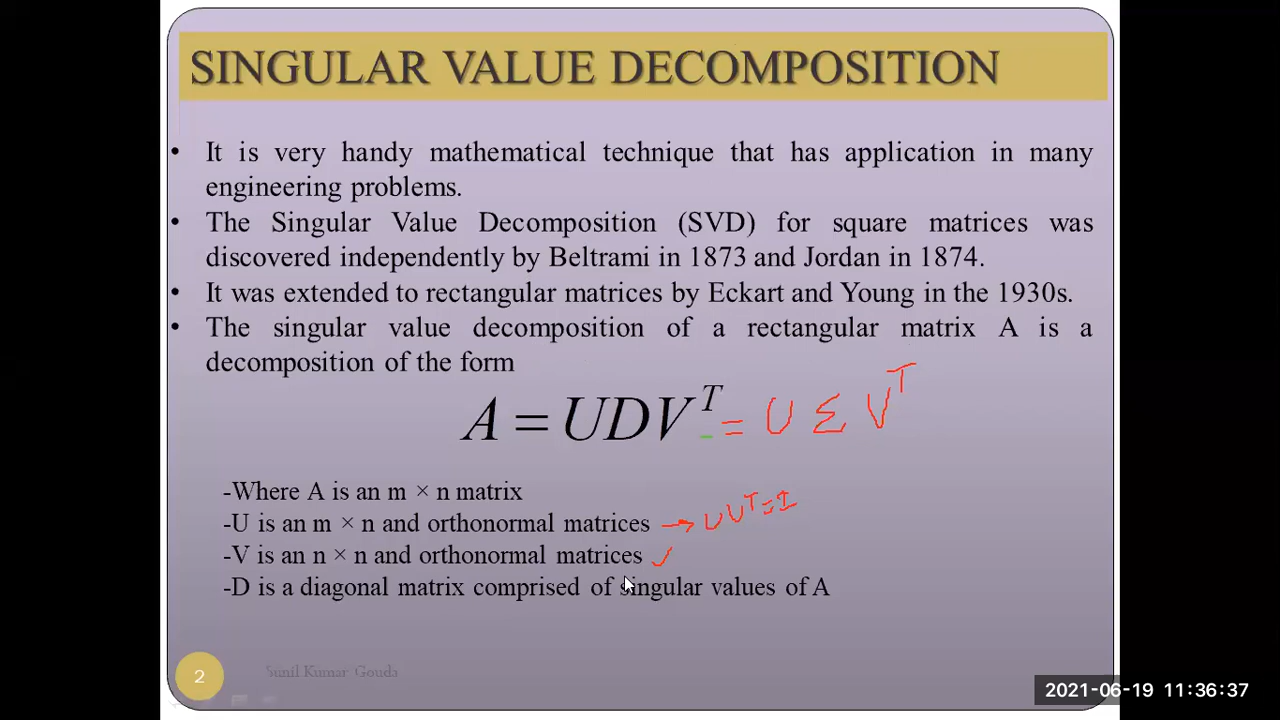 SINGULAR VALUE DECOMPOSITION
• It is very handy mathematical technique that has application in many
engineering problems.
• The Singular Value Decomposition (SVD) for square matrices was
discovered independently by Beltrami in 1873 and Jordan in 1874.
• It was extended to rectangular matrices by Eckart and Young in the 1930s.
• The singular value decomposition of a rectangular matrix A is a
decomposition of the form
A = UDV^T = U Σ V^T
-Where A is an m × n matrix
-U is an m × n and orthonormal matrices → U U^T = I
-V is an n × n and orthonormal matrices ✓
-D is a diagonal matrix comprised of singular values of A
2 Sunil Kumar Gouda
2021-06-19 11:36:37